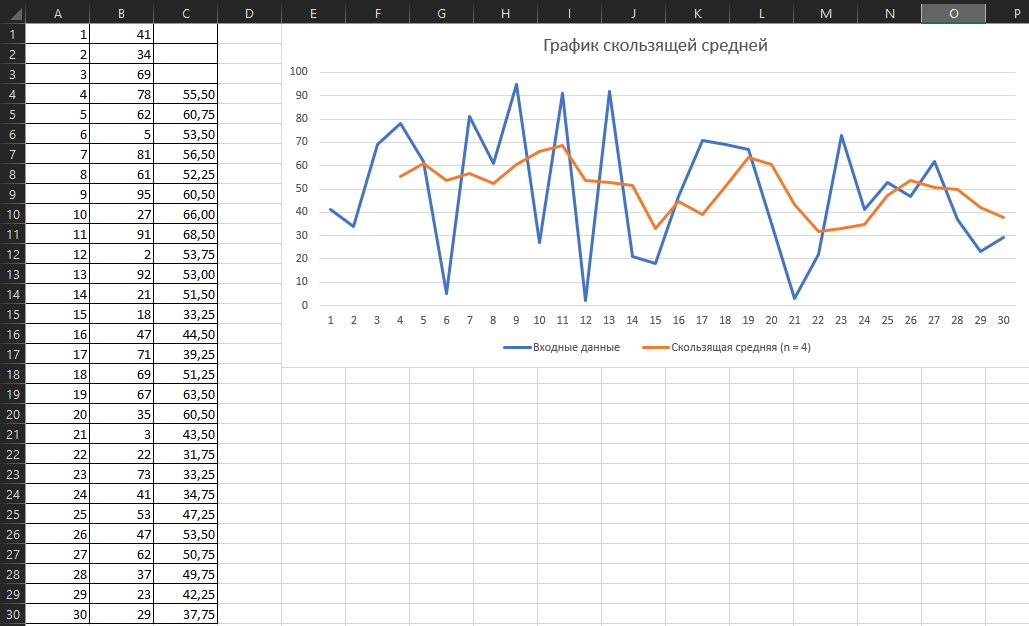 A B C D E F G H I J K L M N O P
1 1 41
2 2 34
3 3 69
4 4 78 55,50
5 5 62 60,75
6 6 5 53,50
7 7 81 56,50
8 8 61 52,25
9 9 95 60,50
10 10 27 66,00
11 11 91 68,50
12 12 2 53,75
13 13 92 53,00
14 14 21 51,50
15 15 18 33,25
16 16 47 44,50
17 17 71 39,25
18 18 69 51,25
19 19 67 63,50
20 20 35 60,50
21 21 3 43,50
22 22 22 31,75
23 23 73 33,25
24 24 41 34,75
25 25 53 47,25
26 26 47 53,50
27 27 62 50,75
28 28 37 49,75
29 29 23 42,25
30 30 29 37,75
График скользящей средней
100
90
80
70
60
50
40
30
20
10
0
1 2 3 4 5 6 7 8 9 10 11 12 13 14 15 16 17 18 19 20 21 22 23 24 25 26 27 28 29 30
Входные данные Скользящая средняя (n = 4)